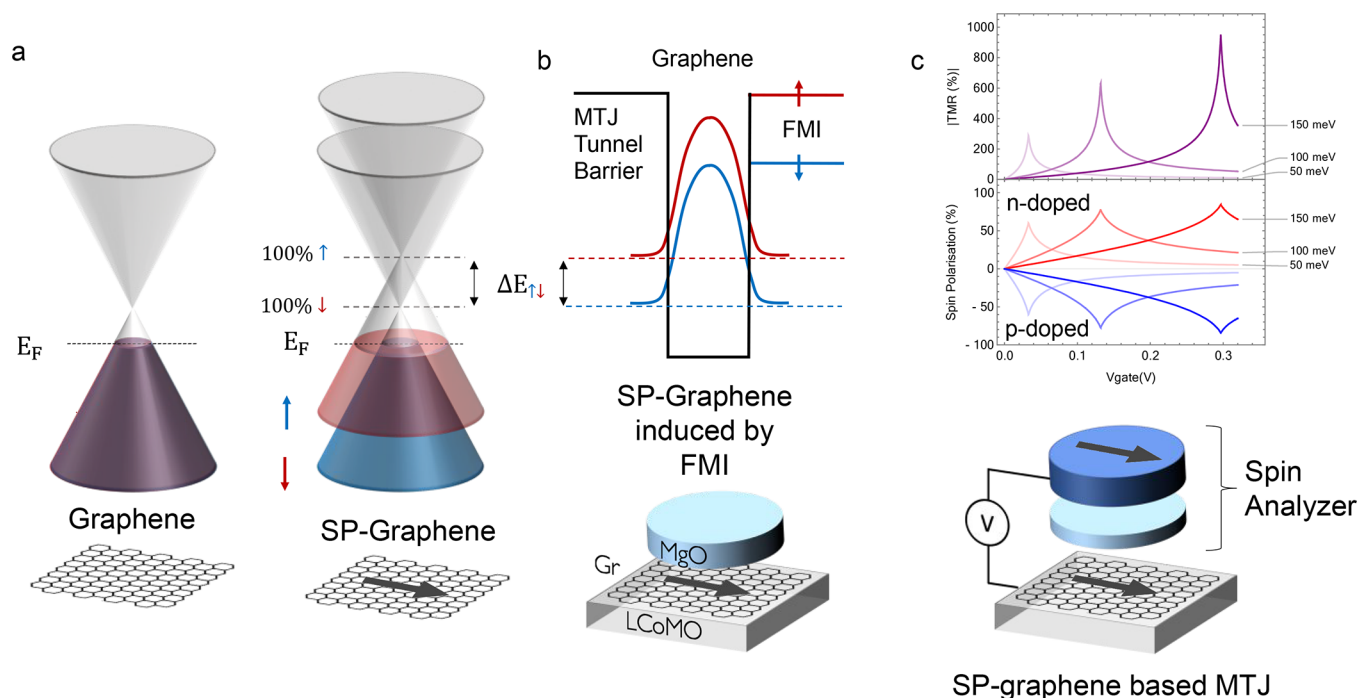 a
E_F
Graphene
100% ↑
100% ↓
E_F
ΔE↑↓
SP-Graphene
b
Graphene
MTJ
Tunnel
Barrier
FMI
SP-Graphene
induced by
FMI
MgO
Gr
LCoMO
c
|TMR (%)|
1000
800
600
400
200
0
150 meV
100 meV
50 meV
Spin Polarisation (%)
100
50
0
- 50
- 100
n-doped
p-doped
150 meV
100 meV
50 meV
0.0 0.1 0.2 0.3
Vgate(V)
V
Spin
Analyzer
SP-graphene based MTJ